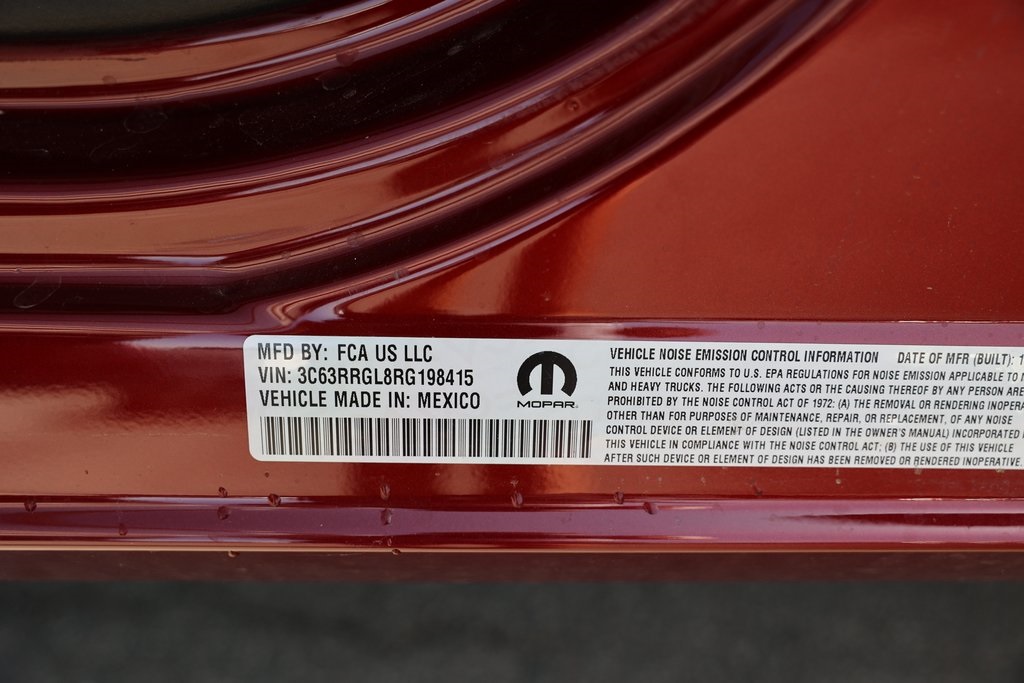 MFD BY: FCA US LLC
VIN: 3C63RRGL8RG198415
VEHICLE MADE IN: MEXICO
MOPAR
VEHICLE NOISE EMISSION CONTROL INFORMATION DATE OF MFR (BUILT): 1
THIS VEHICLE CONFORMS TO U.S. EPA REGULATIONS FOR NOISE EMISSION APPLICABLE TO
AND HEAVY TRUCKS. THE FOLLOWING ACTS OR THE CAUSING THEREOF BY ANY PERSON ARE
PROHIBITED BY THE NOISE CONTROL ACT OF 1972: (A) THE REMOVAL OR RENDERING
OTHER THAN FOR PURPOSES OF MAINTENANCE, REPAIR, OR REPLACEMENT, OF ANY NOISE
CONTROL DEVICE OR ELEMENT OF DESIGN (LISTED IN THE OWNER'S MANUAL) INCORPORATED
THIS VEHICLE IN COMPLIANCE WITH THE NOISE CONTROL ACT; (B) THE USE OF THIS VEHICLE
AFTER SUCH DEVICE OR ELEMENT OF DESIGN HAS BEEN REMOVED OR RENDERED INOPERATIVE.